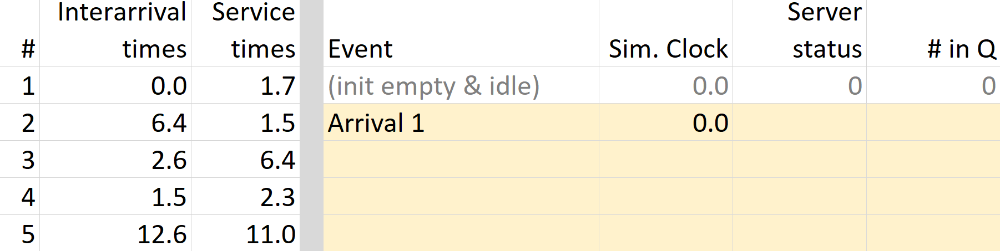 Interarrival Service Server
# times times Event Sim. Clock status # in Q
1 0.0 1.7 (init empty & idle) 0.0 0 0
2 6.4 1.5 Arrival 1 0.0
3 2.6 6.4
4 1.5 2.3
5 12.6 11.0